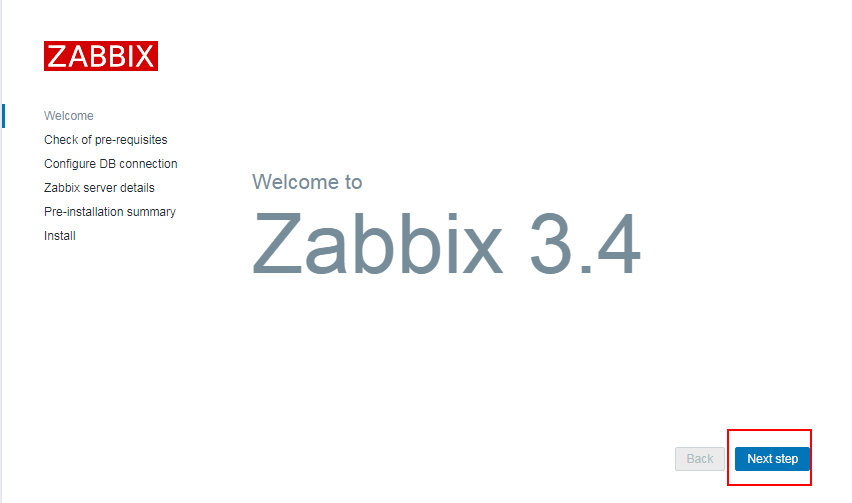 ZABBIX
Welcome
Check of pre-requisites
Configure DB connection
Zabbix server details
Pre-installation summary
Install
Welcome to
Zabbix 3.4
Back
Next step